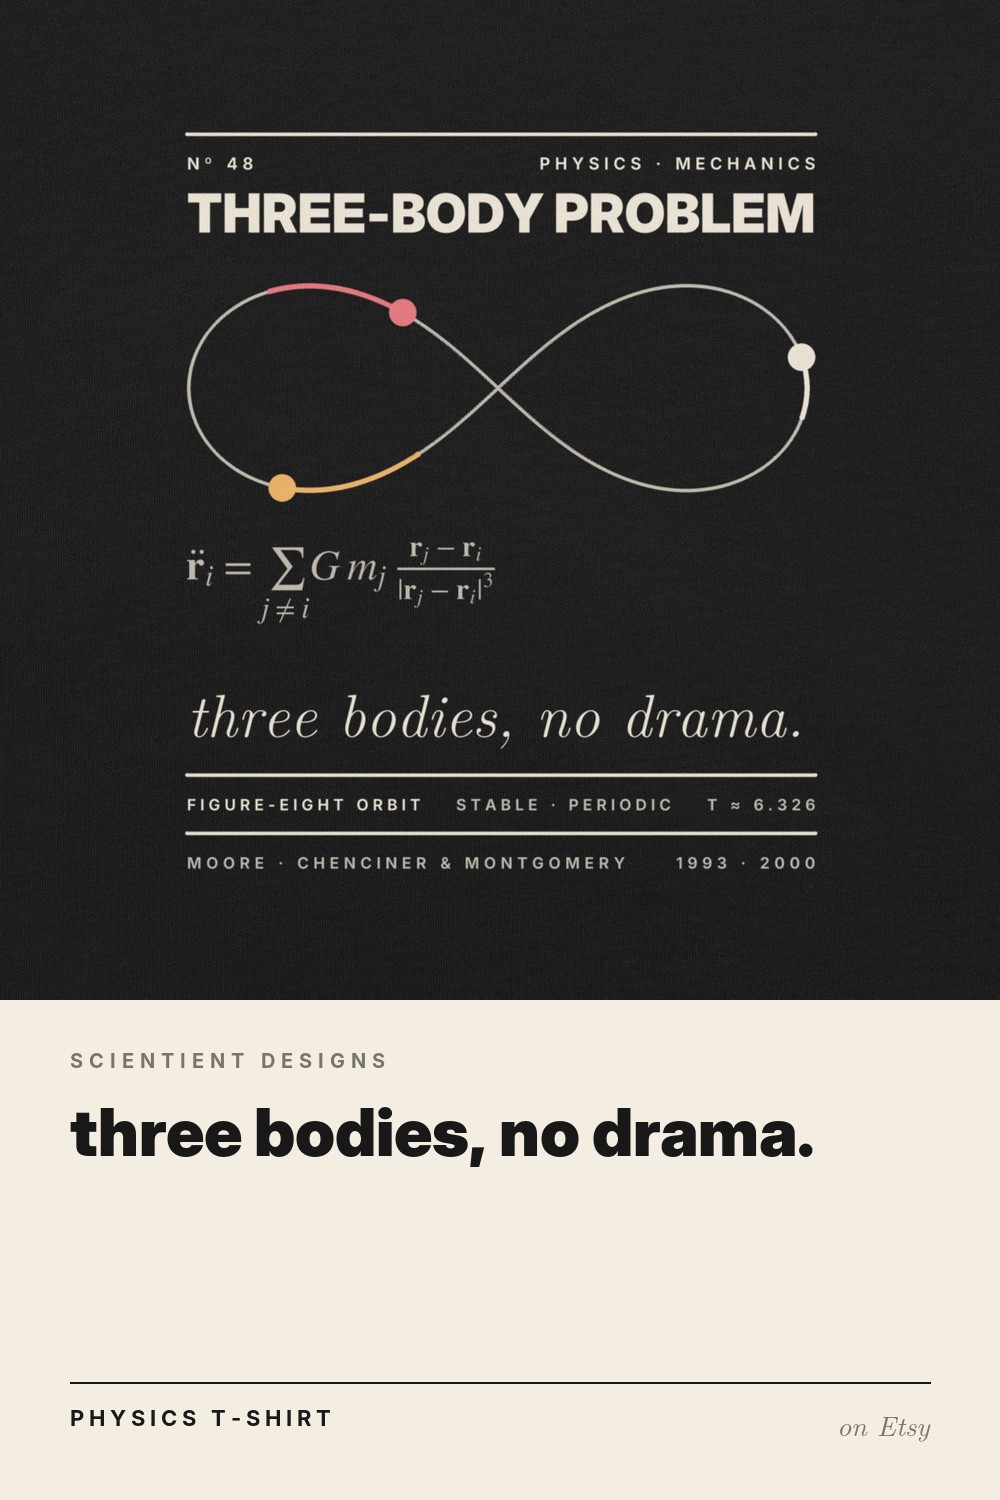 Nº 48 PHYSICS · MECHANICS
THREE-BODY PROBLEM
r̈ᵢ = ∑ G mⱼ (rⱼ − rᵢ) / |rⱼ − rᵢ|³
j ≠ i
three bodies, no drama.
FIGURE-EIGHT ORBIT STABLE · PERIODIC T ≈ 6.326
MOORE · CHENCINER & MONTGOMERY 1993 · 2000
SCIENTIENT DESIGNS
three bodies, no drama.
PHYSICS T-SHIRT on Etsy